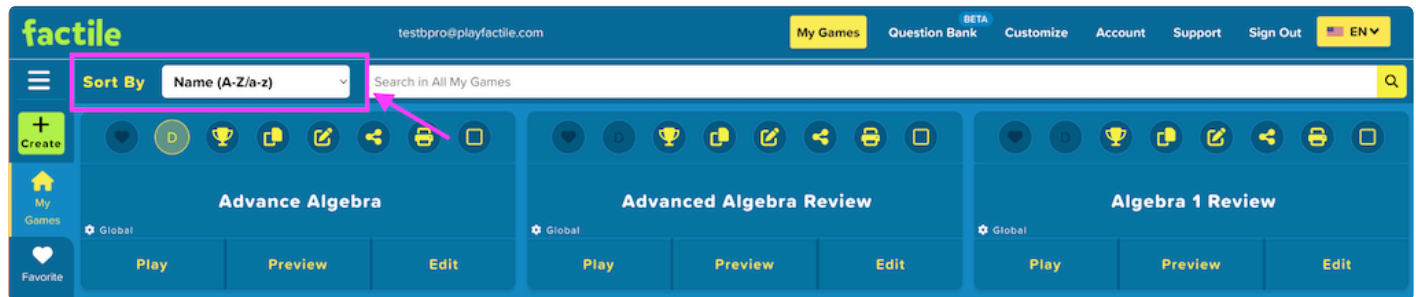 factile
testbpro@playfactile.com
My Games
Question Bank
BETA
Customize
Account
Support
Sign Out
EN
Sort By
Name (A-Z/a-z)
Search in All My Games
Create
D
D
D
My
Games
Advance Algebra
Advanced Algebra Review
Algebra 1 Review
Global
Global
Global
Favorite
Play
Preview
Edit
Play
Preview
Edit
Play
Preview
Edit